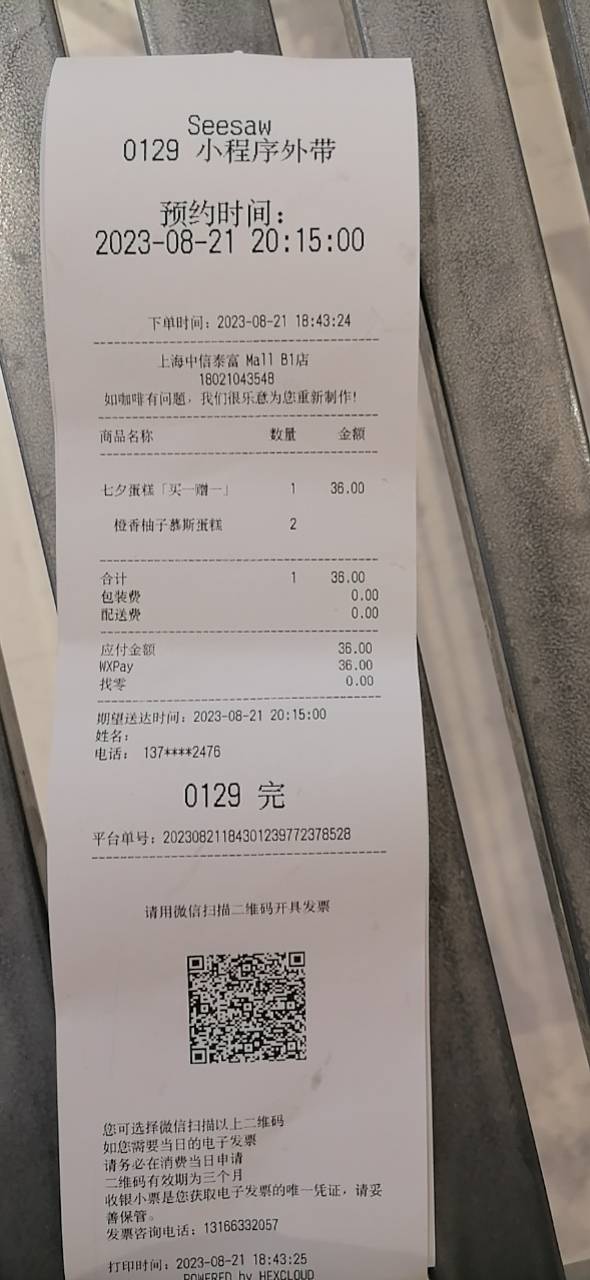 Seesaw
0129 小程序外带
预约时间：
2023-08-21 20:15:00
下单时间：2023-08-21 18:43:24
上海中信泰富 Mall B1店
18021043548
如咖啡有问题，我们很乐意为您重新制作！
商品名称 数量 金额
七夕蛋糕「买一赠一」 1 36.00
橙香柚子慕斯蛋糕 2
合计 1 36.00
包装费 0.00
配送费 0.00
应付金额 36.00
WXPay 36.00
找零 0.00
期望送达时间：2023-08-21 20:15:00
姓名：
电话： 137****2476
0129 完
平台单号：20230821184301239772378528
请用微信扫描二维码开具发票
您可选择微信扫描以上二维码
如您需要当日的电子发票
请务必在消费当日申请
二维码有效期为三个月
收银小票是您获取电子发票的唯一凭证，请妥
善保管。
发票咨询电话：13166332057
打印时间：2023-08-21 18:43:25
POWERED by HEXCLOUD